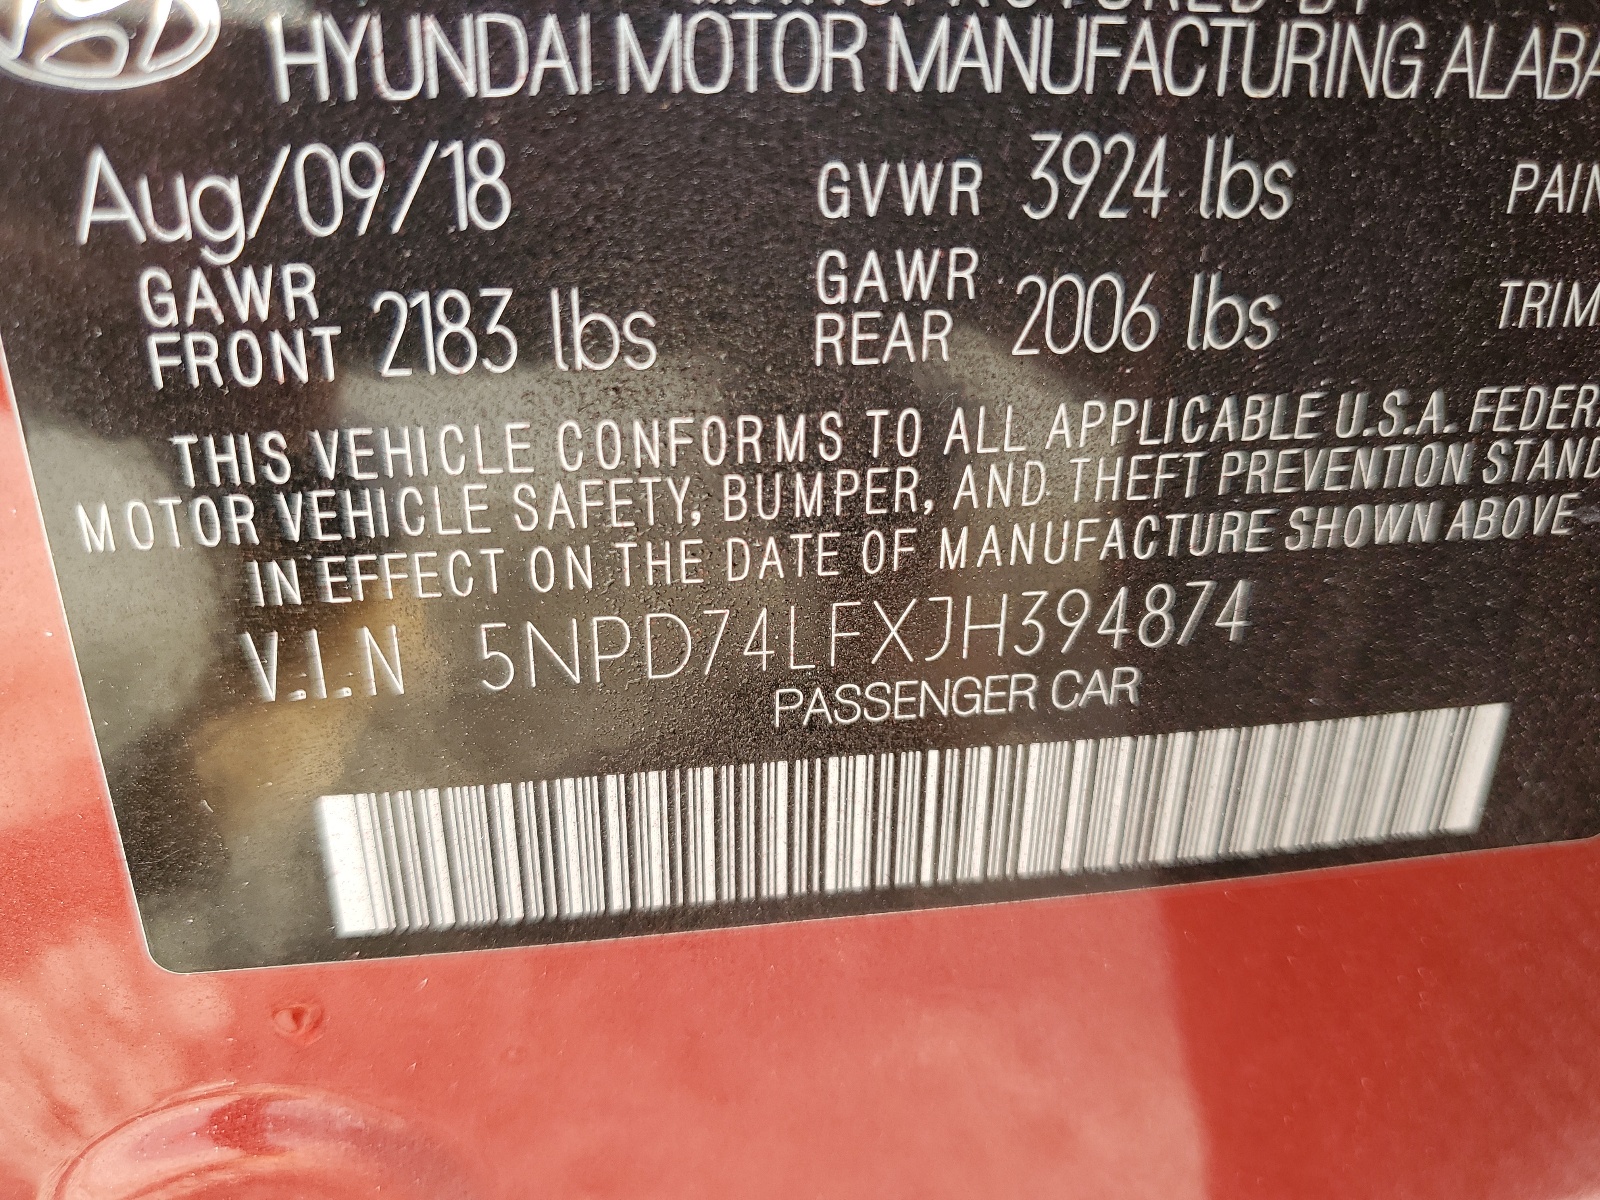 HYUNDAI MOTOR MANUFACTURING ALABA
Aug/09/18 GVWR 3924 lbs PAIN
GAWR FRONT 2183 lbs GAWR REAR 2006 lbs TRIM
THIS VEHICLE CONFORMS TO ALL APPLICABLE U.S.A. FEDER
MOTOR VEHICLE SAFETY, BUMPER, AND THEFT PREVENTION STAND
IN EFFECT ON THE DATE OF MANUFACTURE SHOWN ABOVE
V.I.N 5NPD74LFXJH394874
PASSENGER CAR